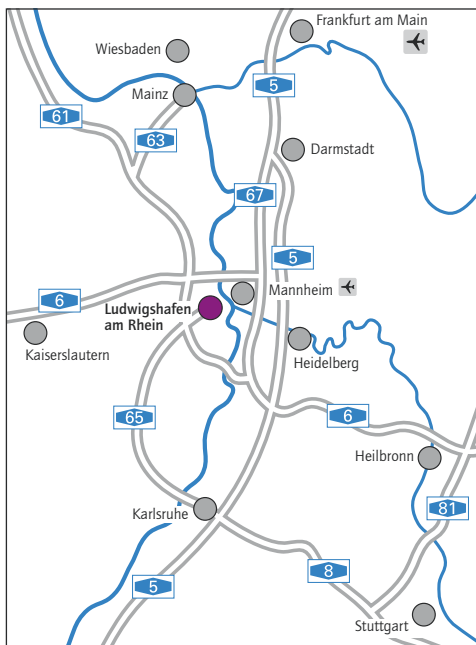 Frankfurt am Main
Wiesbaden
5
Mainz
61
63
Darmstadt
67
5
6
Mannheim
Ludwigshafen
am Rhein
Kaiserslautern
Heidelberg
65
6
Heilbronn
81
Karlsruhe
8
5
Stuttgart